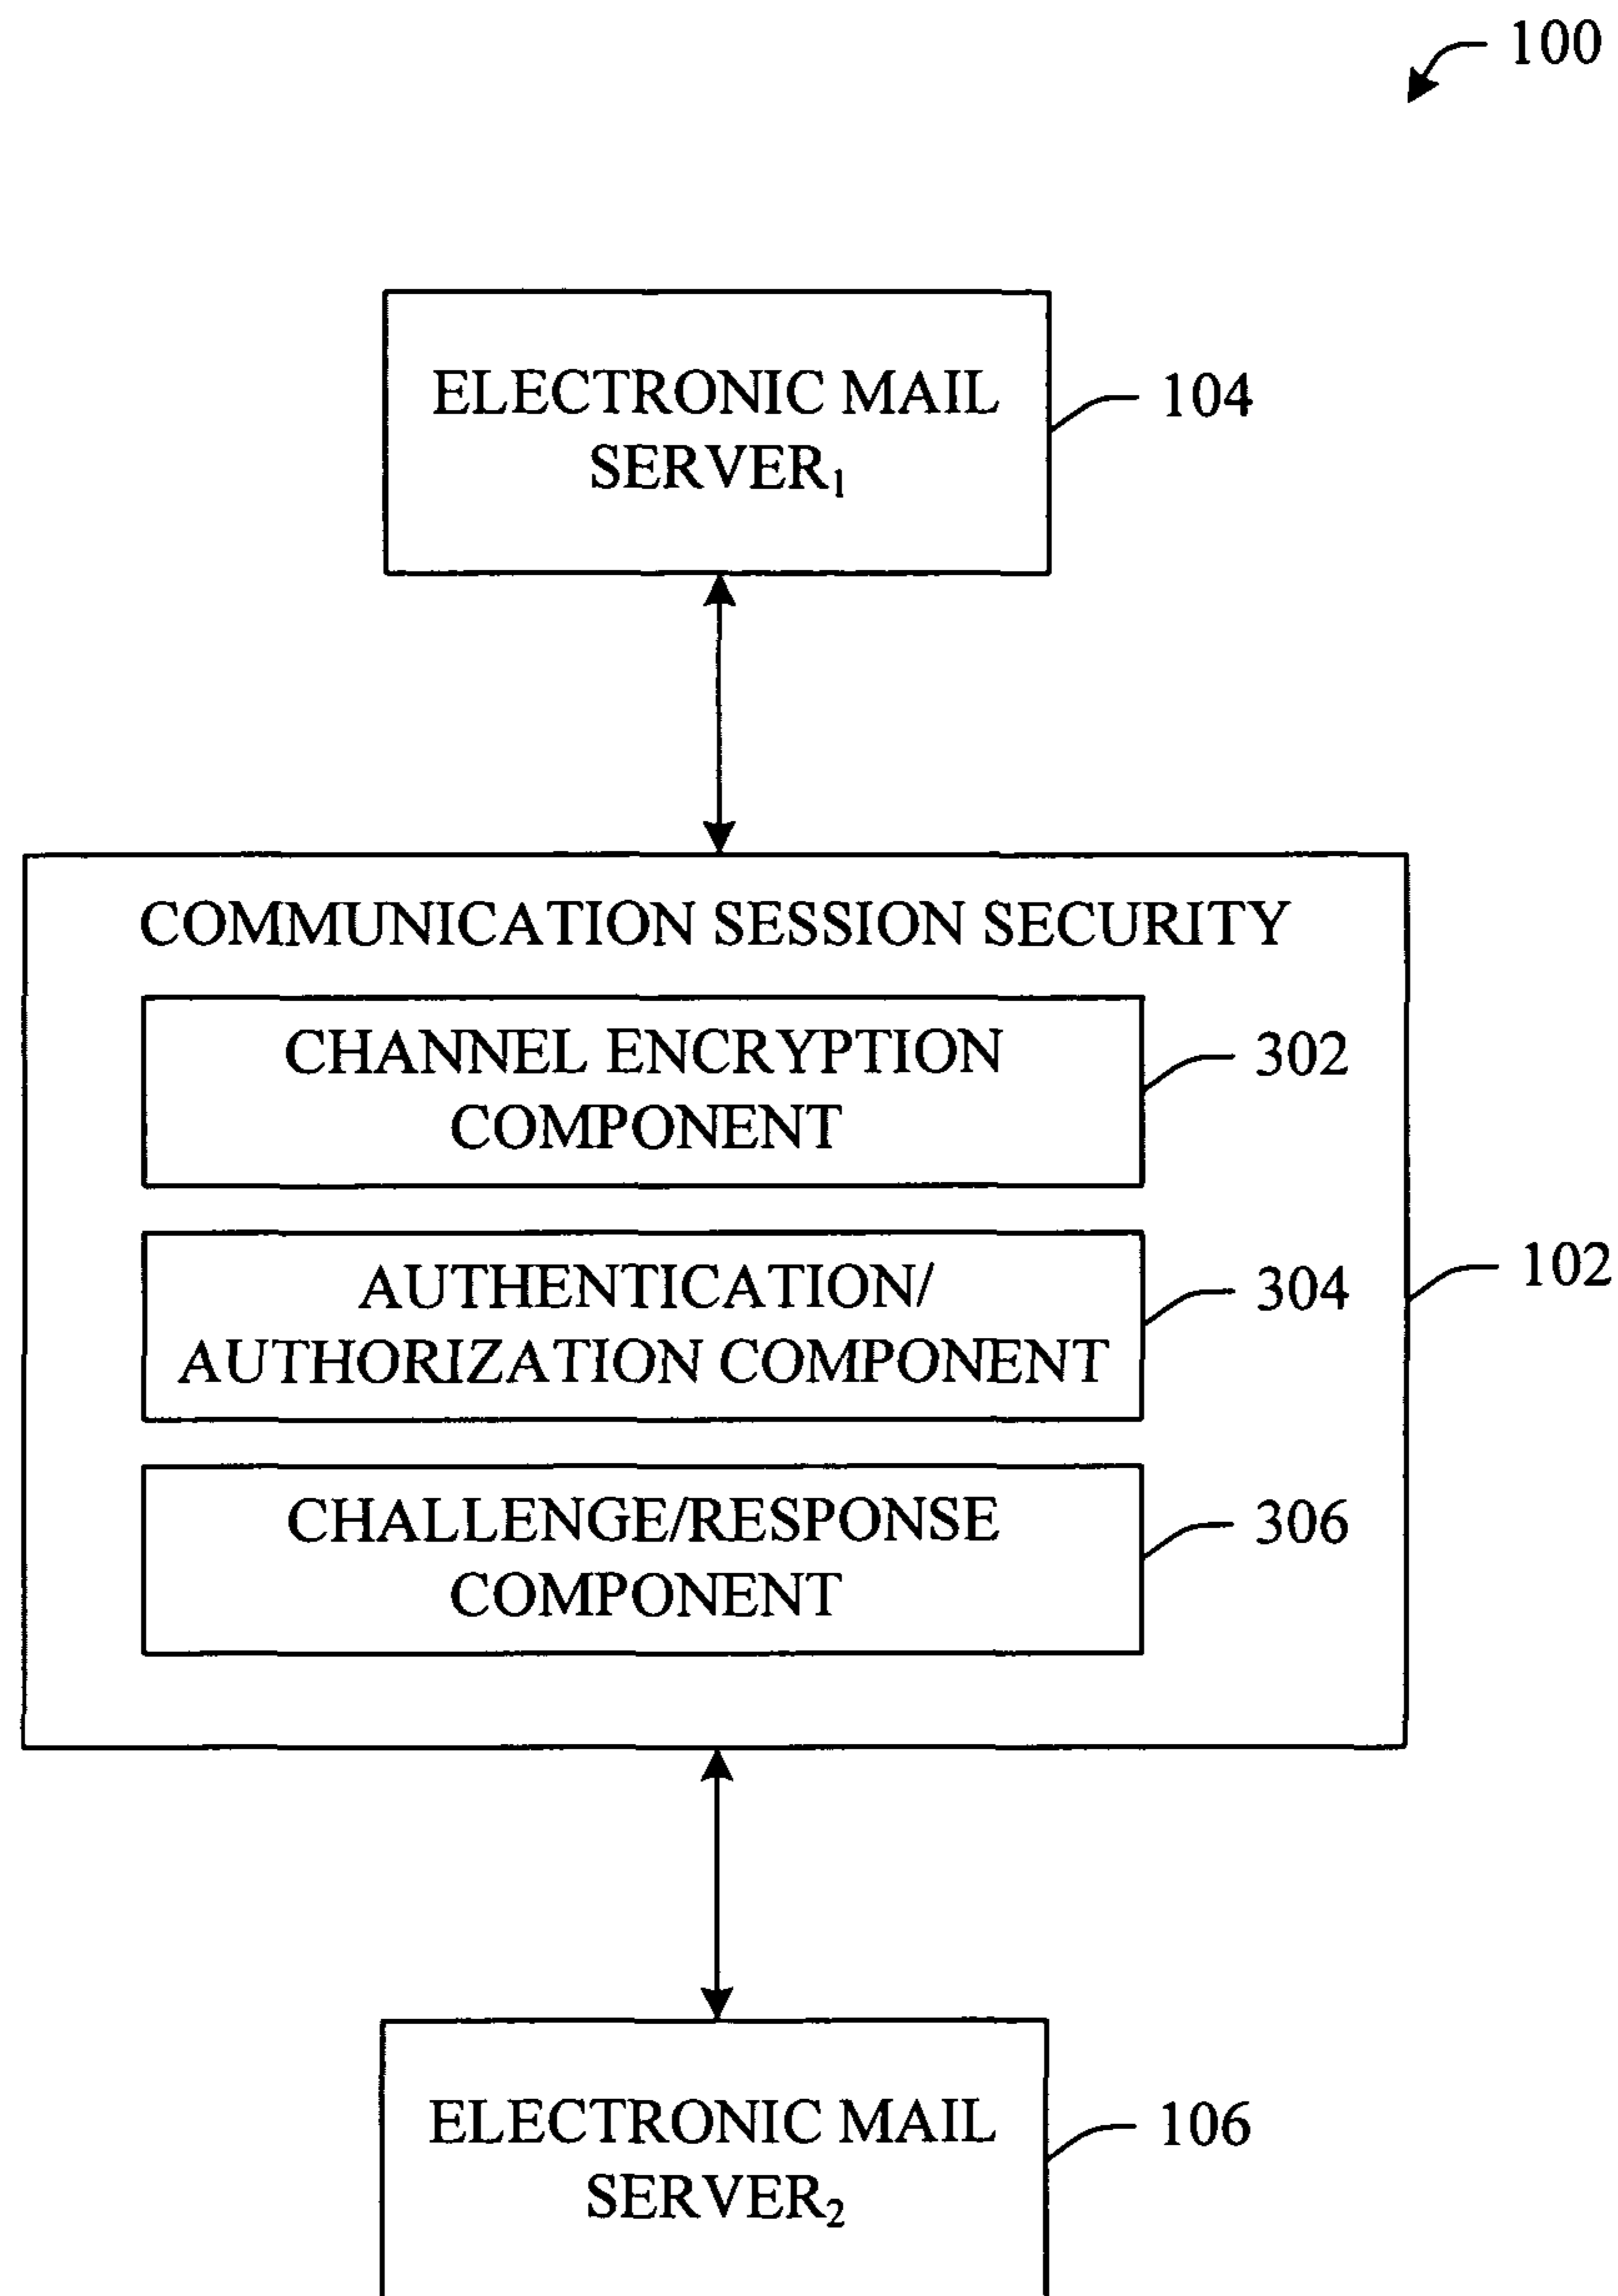 100
ELECTRONIC MAIL
SERVER₁
104
COMMUNICATION SESSION SECURITY
CHANNEL ENCRYPTION
COMPONENT
302
AUTHENTICATION/
AUTHORIZATION COMPONENT
304
102
CHALLENGE/RESPONSE
COMPONENT
306
ELECTRONIC MAIL
SERVER₂
106